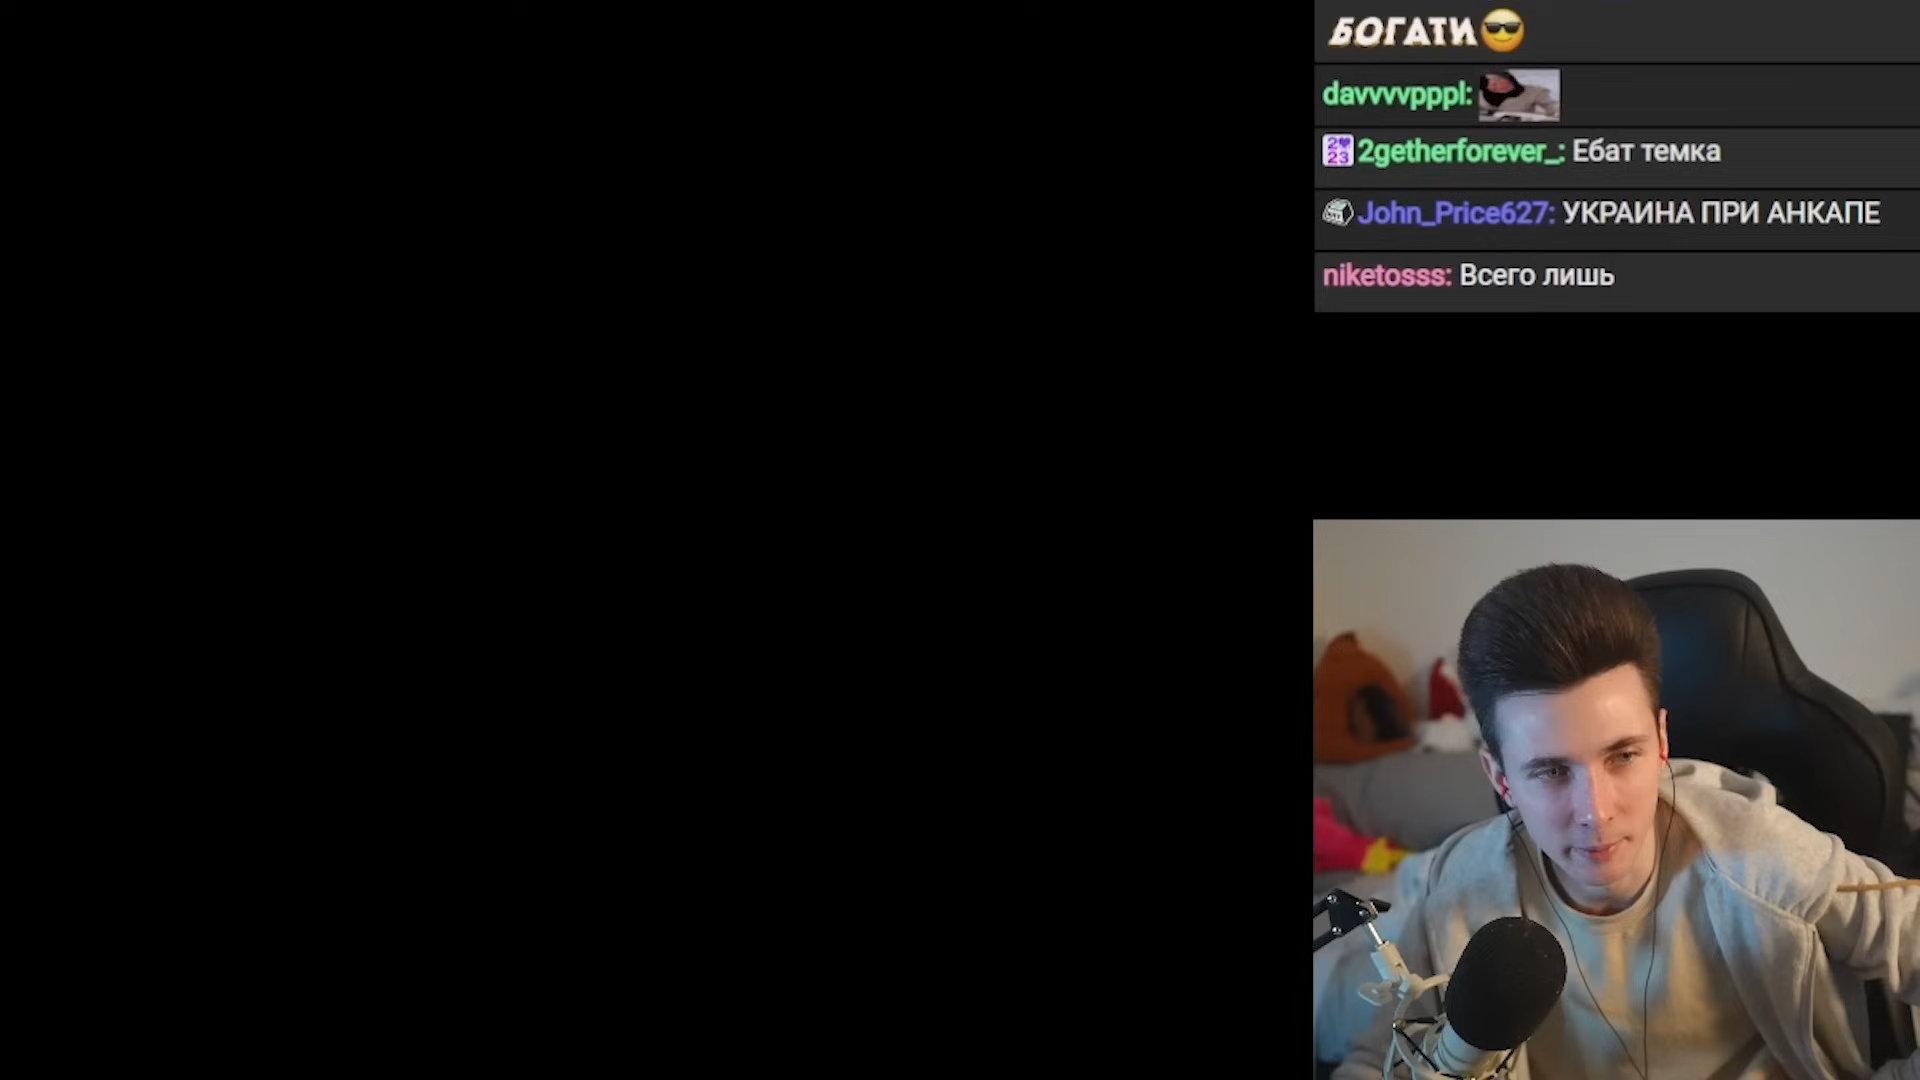 БОГАТИ
davvvvpppl:
2getherforever_: Ебат темка
John_Price627: УКРАИНА ПРИ АНКАПЕ
niketosss: Всего лишь